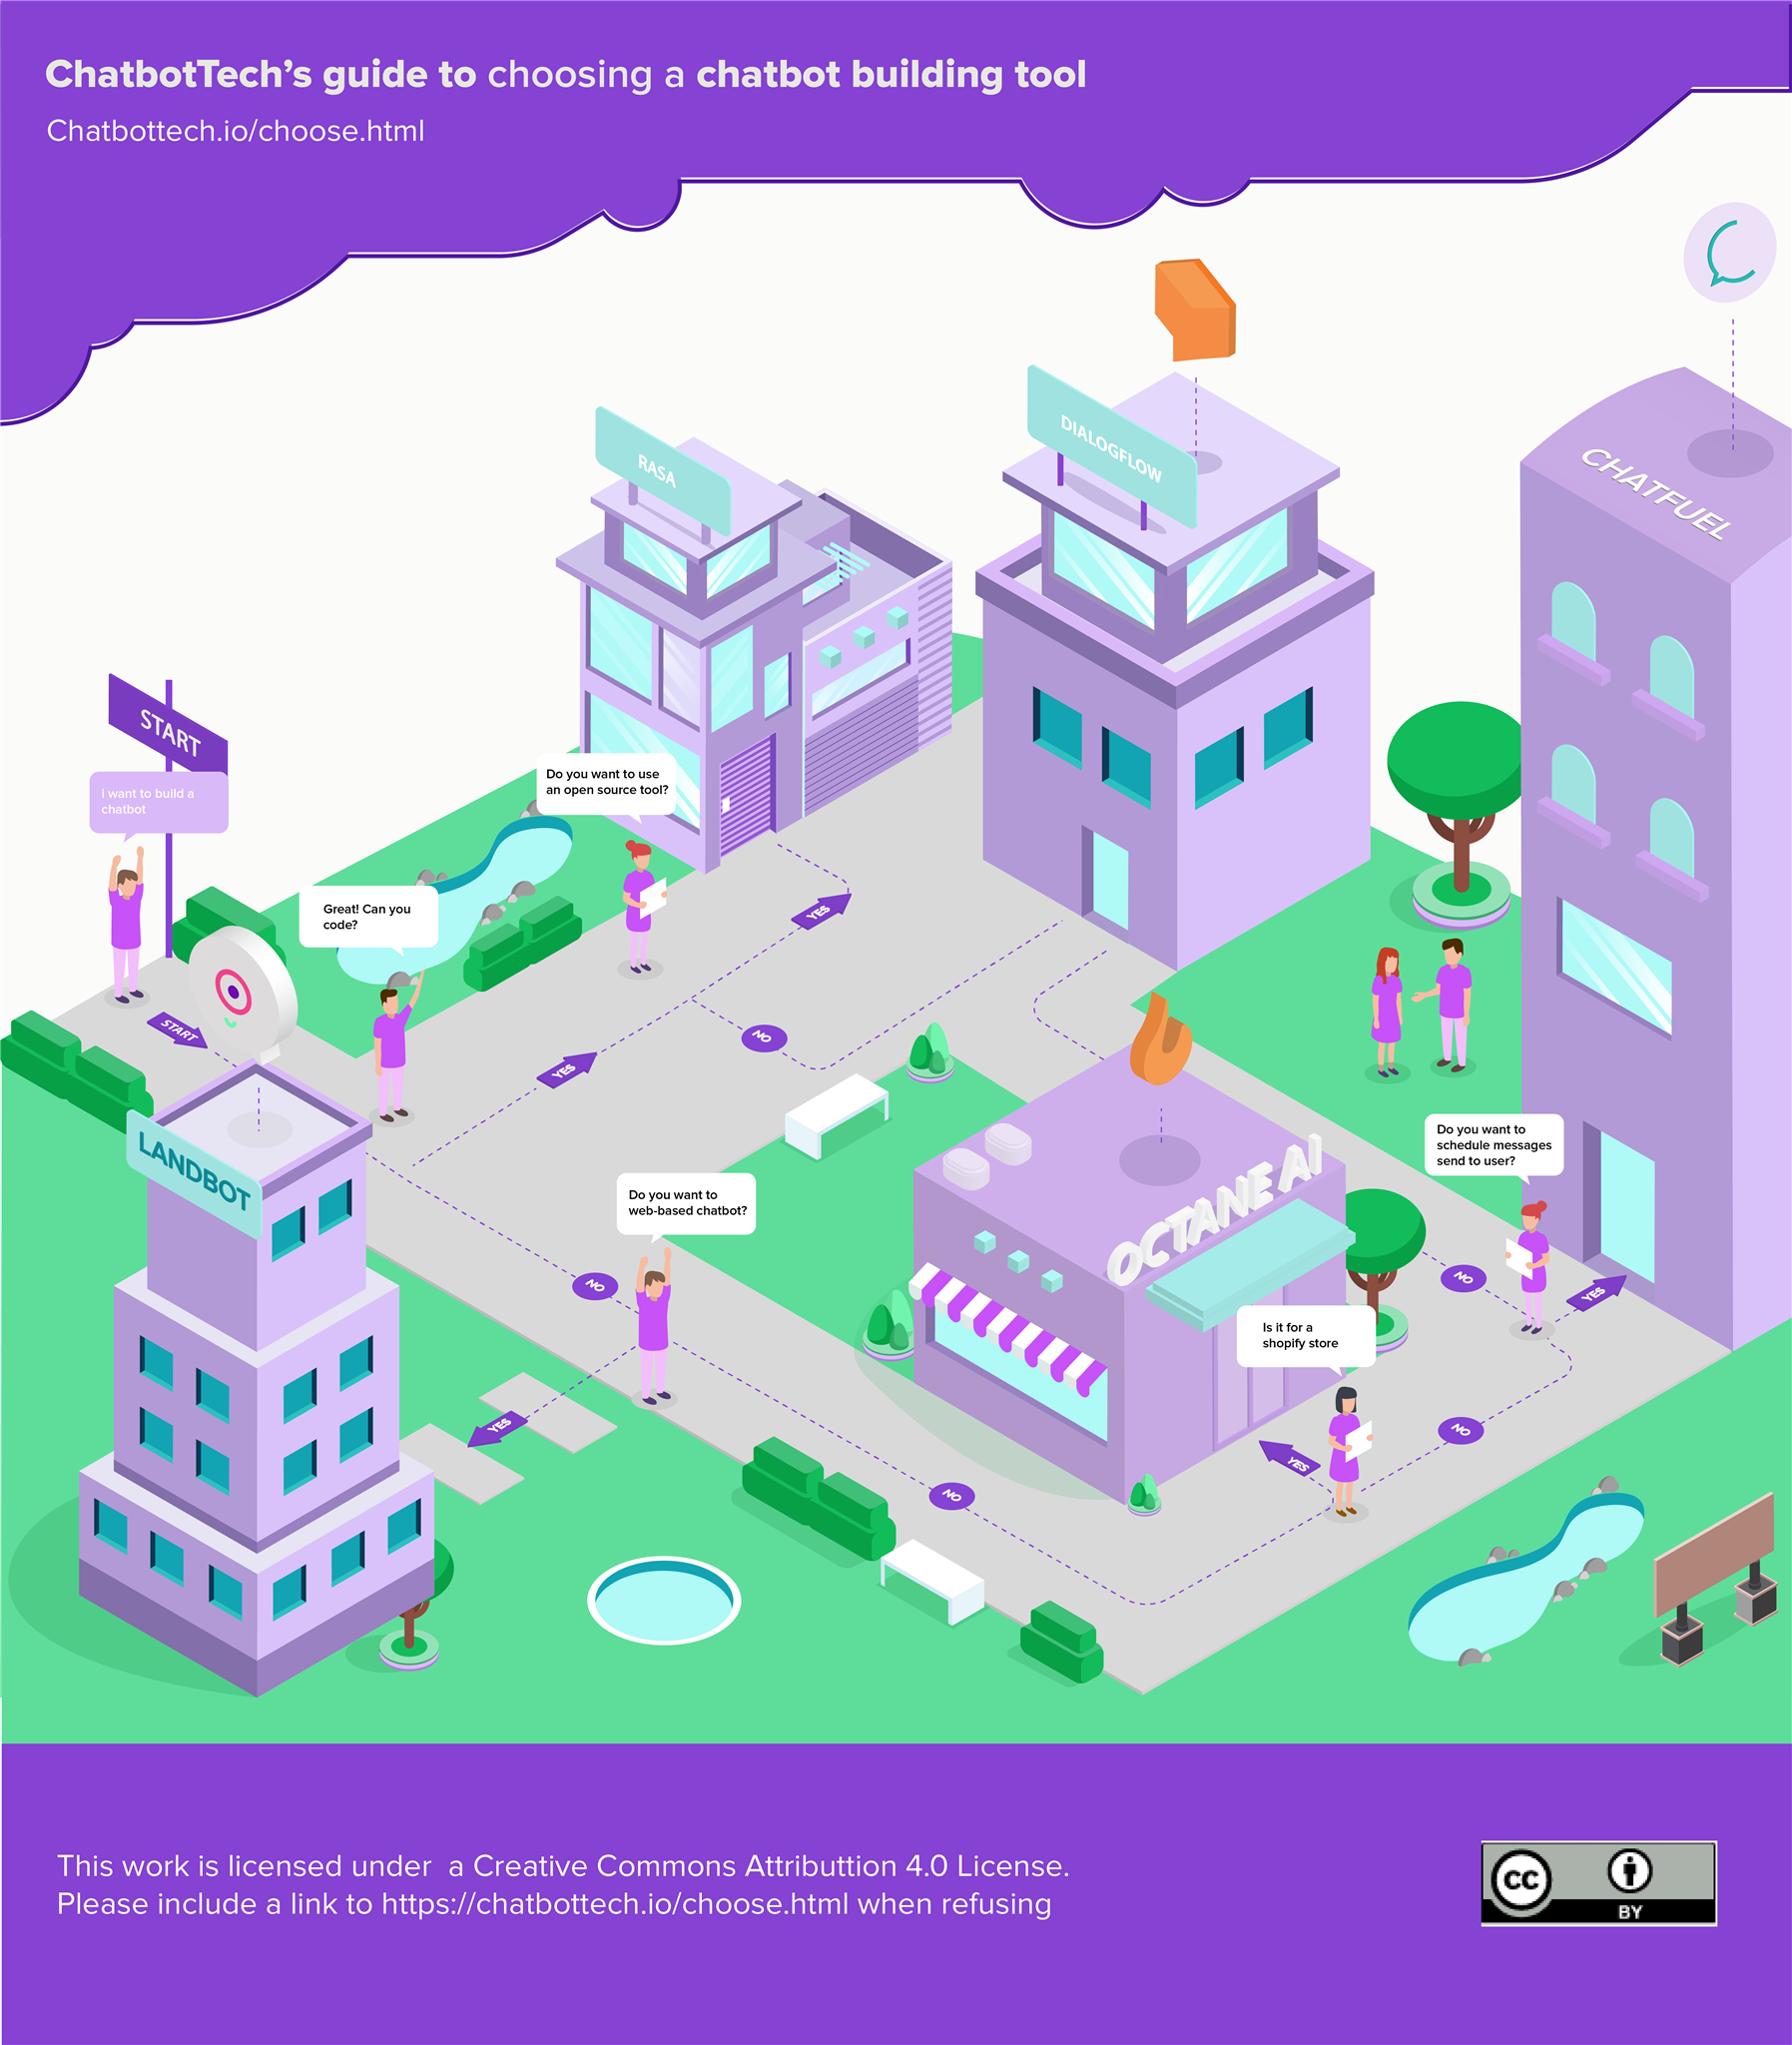 ChatbotTech's guide to choosing a chatbot building tool
Chatbottech.io/choose.html
RASA
DIALOGFLOW
CHATFUEL
START
i want to build a
chatbot
Do you want to use
an open source tool?
Great! Can you
code?
YES
START
NO
YES
LANDBOT
Do you want to
web-based chatbot?
OCTANE AI
Do you want to
schedule messages
send to user?
NO
NO
YES
Is it for a
shopify store
YES
NO
YES
NO
This work is licensed under  a Creative Commons Attributtion 4.0 License.
Please include a link to https://chatbottech.io/choose.html when refusing
CC
BY